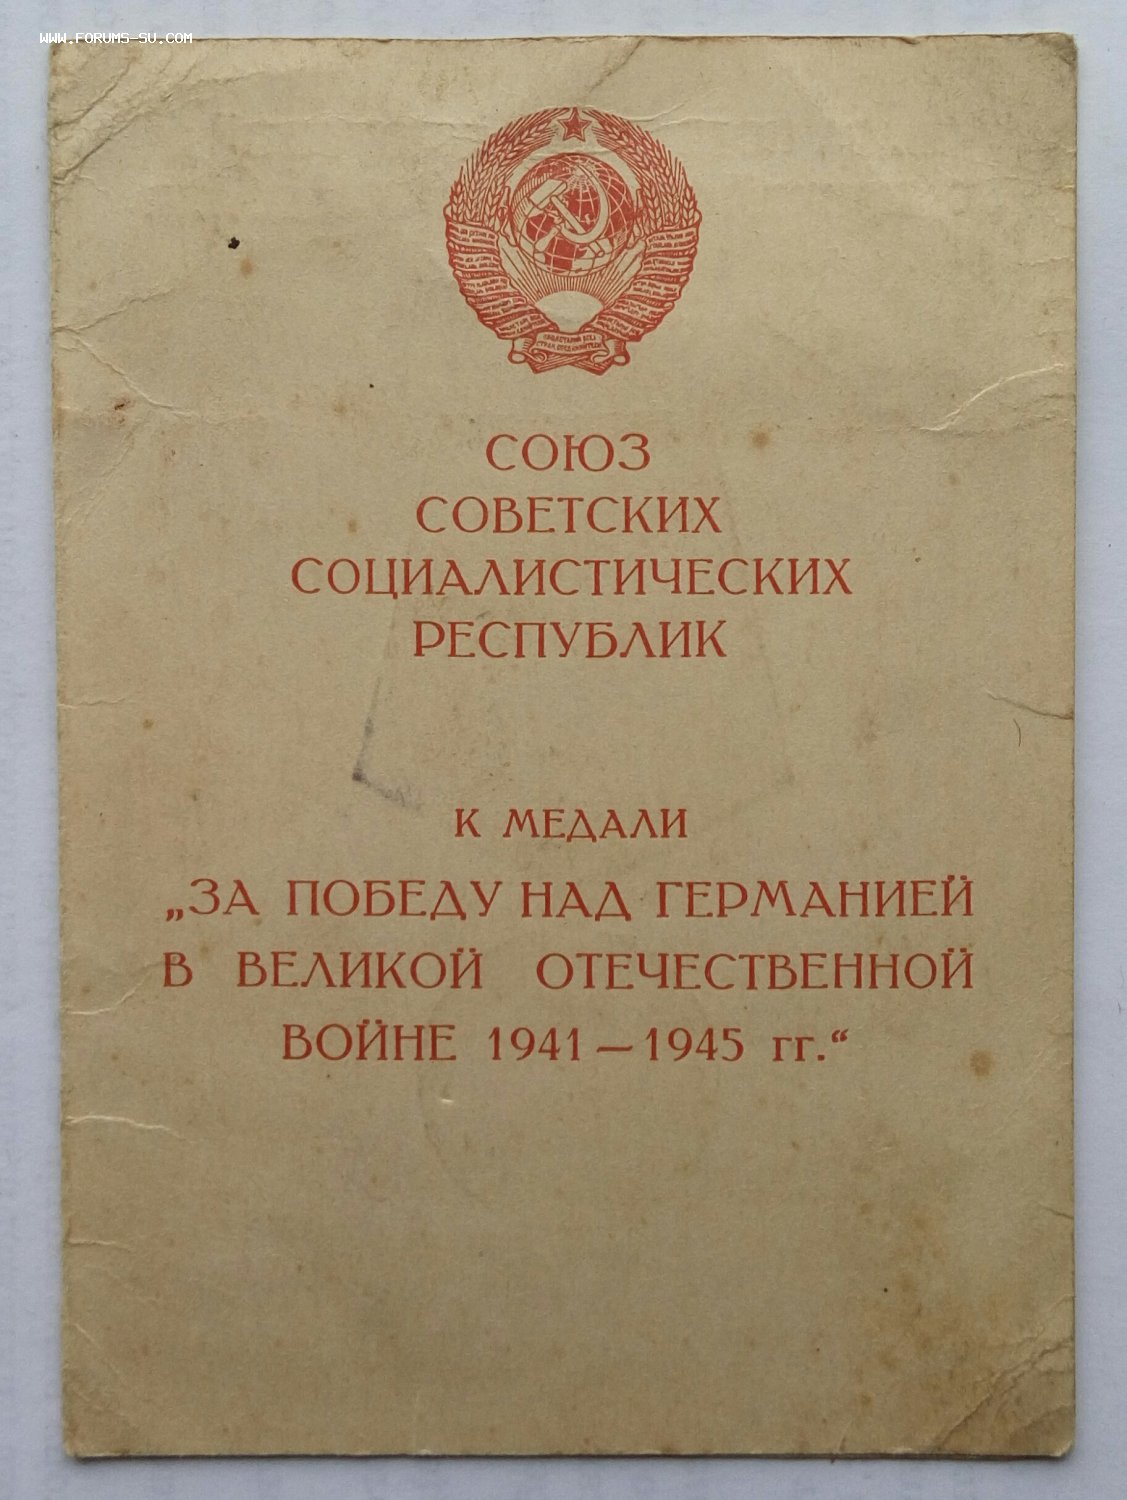 WWW.FORUMS-SU.COM
СОЮЗ
СОВЕТСКИХ
СОЦИАЛИСТИЧЕСКИХ
РЕСПУБЛИК
К МЕДАЛИ
„ЗА ПОБЕДУ НАД ГЕРМАНИЕЙ
В ВЕЛИКОЙ ОТЕЧЕСТВЕННОЙ
ВОЙНЕ 1941—1945 гг.“